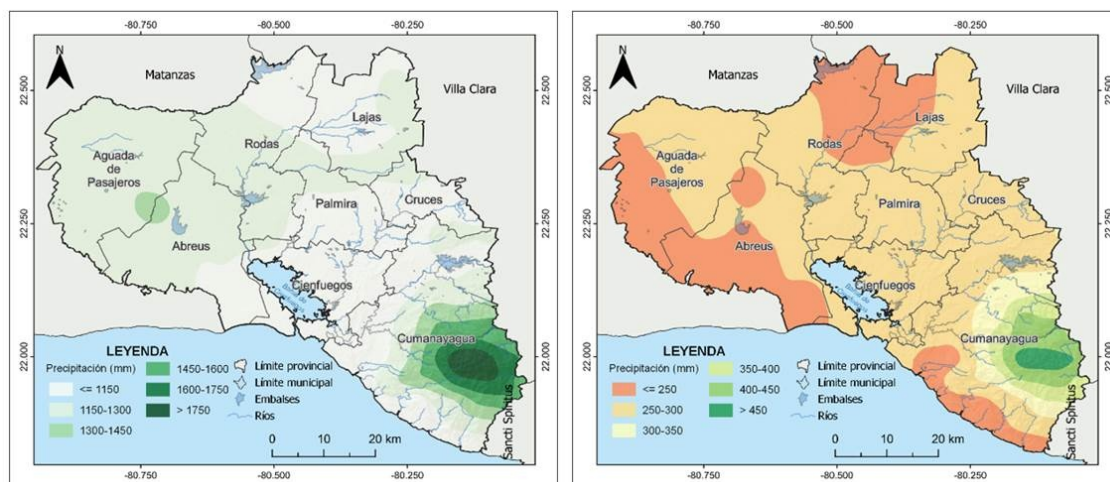 -80.750 -80.500 -80.250
N
Matanzas
Villa Clara
22.500
22.500
Lajas
Rodas
Aguada
de
Pasajeros
Cruces
Palmira
22.250
22.250
Abreus
Cienfuegos
Cumanayagua
22.000
22.000
LEYENDA
Precipitación (mm)
<= 1150
1150-1300
1300-1450
1450-1600
1600-1750
> 1750
Límite provincial
Límite municipal
Embalses
Ríos
0 10 20 km
Sancti Spíritus
-80.750 -80.500 -80.250
-80.750 -80.500 -80.250
N
Matanzas
Villa Clara
22.500
22.500
Lajas
Rodas
Aguada
de
Pasajeros
Cruces
Palmira
22.250
22.250
Abreus
Cienfuegos
Cumanayagua
22.000
22.000
LEYENDA
Precipitación (mm)
<= 250
250-300
300-350
350-400
400-450
> 450
Límite provincial
Límite municipal
Embalses
Ríos
0 10 20 km
Sancti Spíritus
-80.750 -80.500 -80.250